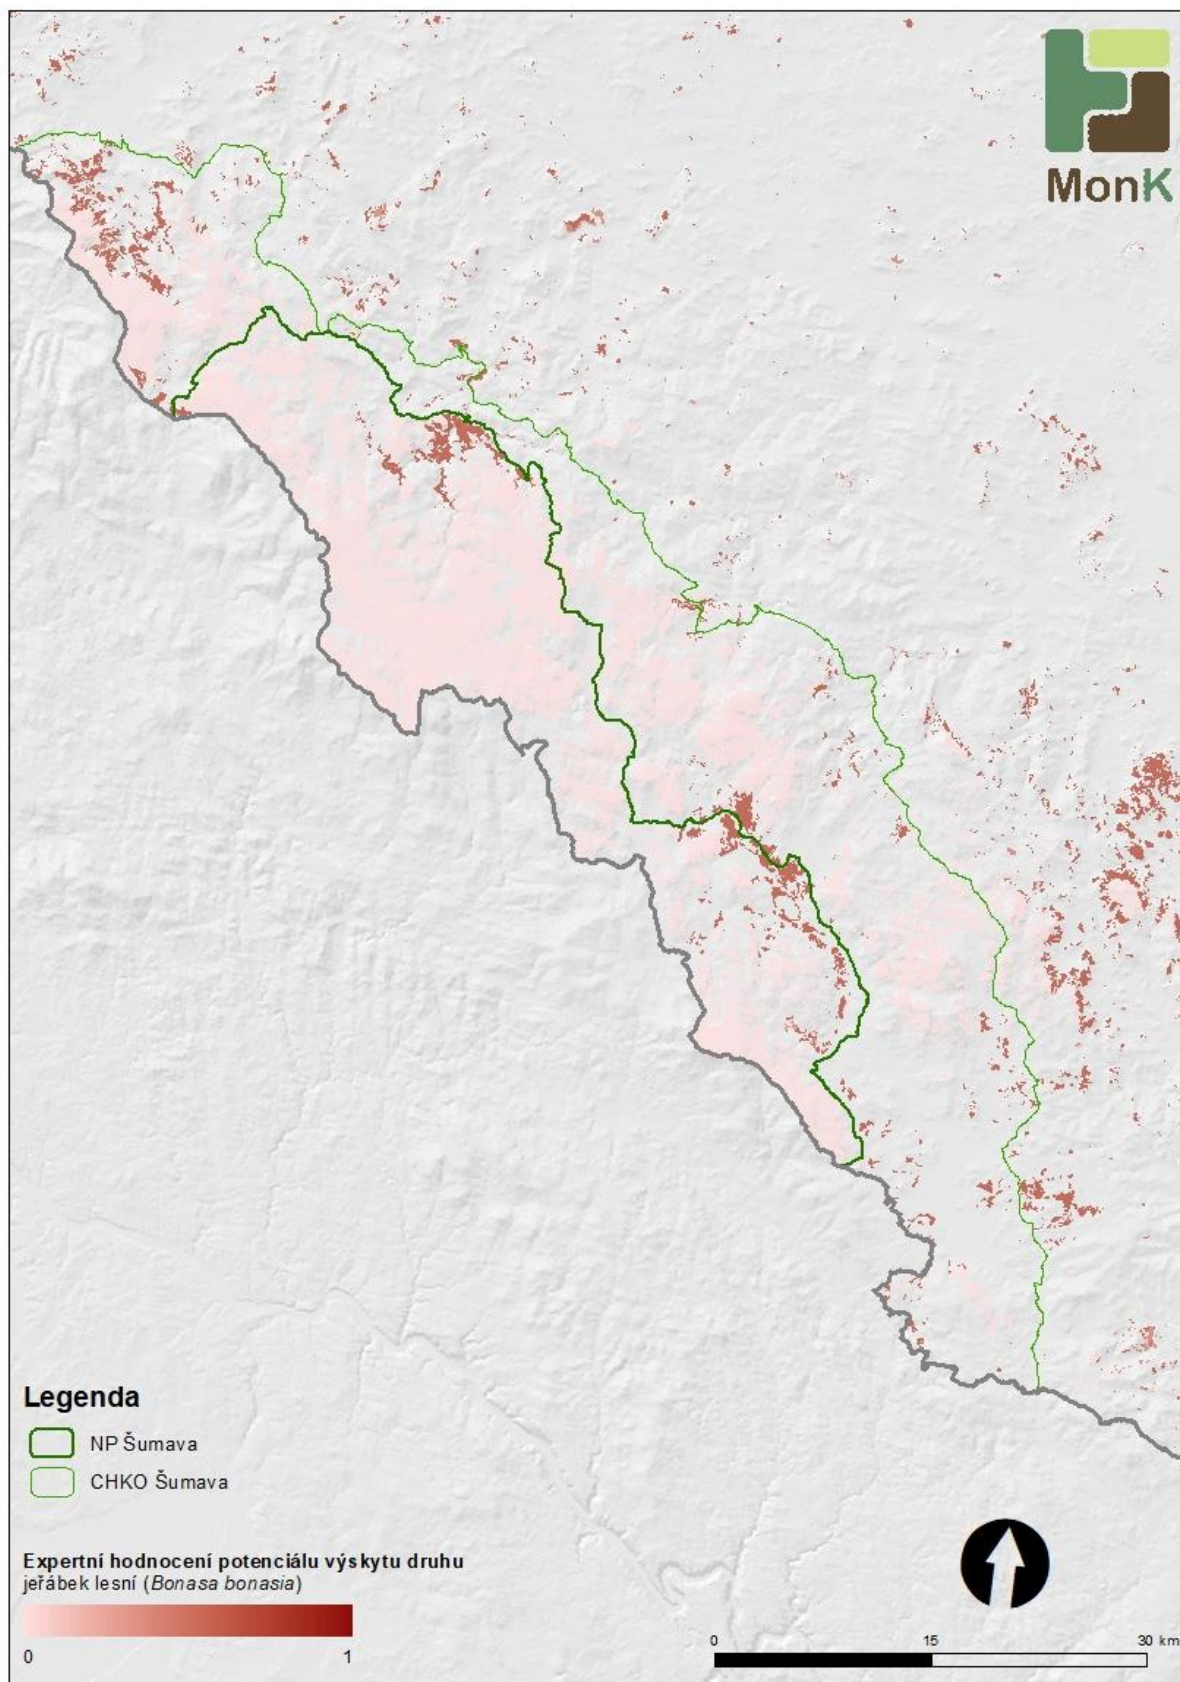 MonK
Legenda
NP Šumava
CHKO Šumava
Expertní hodnocení potenciálu výskytu druhu
jeřábek lesní (Bonasa bonasia)
0 1
0 15 30 km